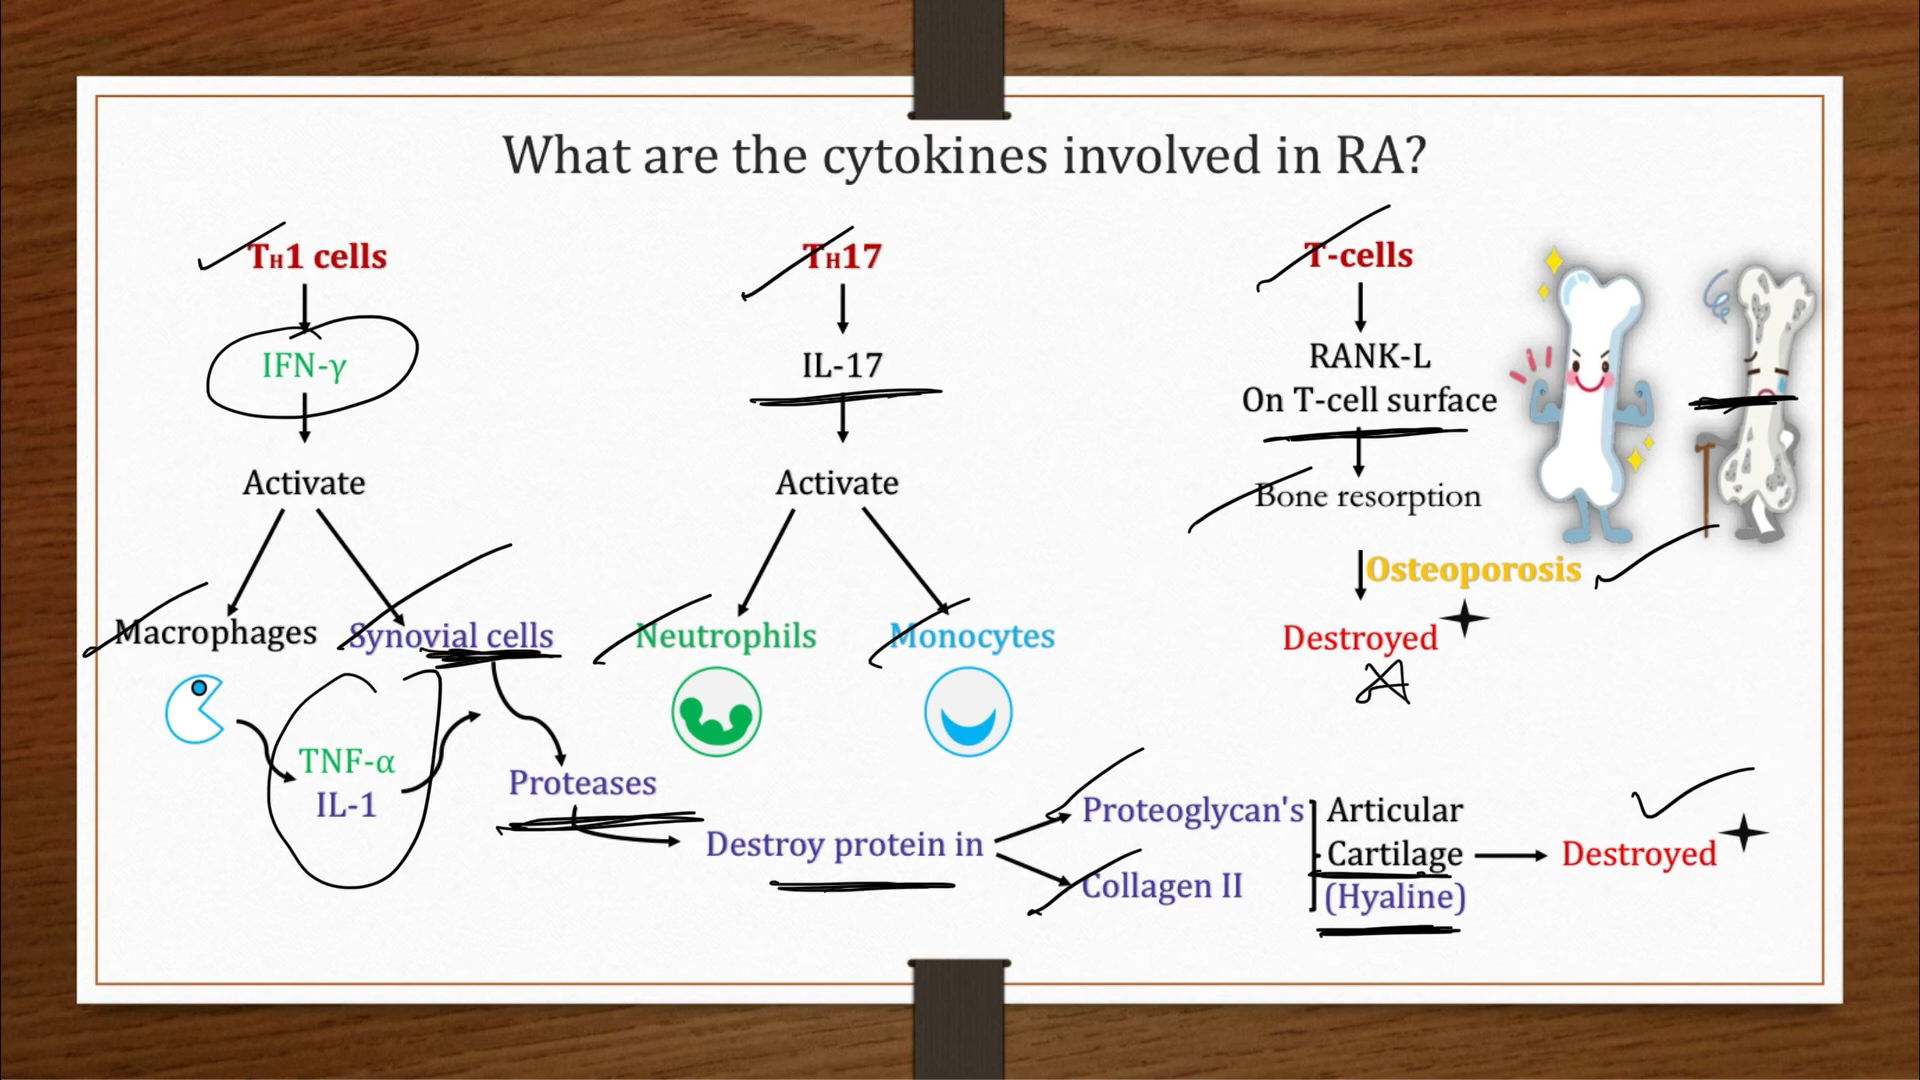 What are the cytokines involved in RA?
TH1 cells
IFN-γ
Activate
Macrophages
Synovial cells
TNF-α
IL-1
Proteases
Destroy protein in
Proteoglycan's
Collagen II
Articular
Cartilage
(Hyaline)
Destroyed
TH17
IL-17
Activate
Neutrophils
Monocytes
T-cells
RANK-L
On T-cell surface
Bone resorption
Osteoporosis
Destroyed